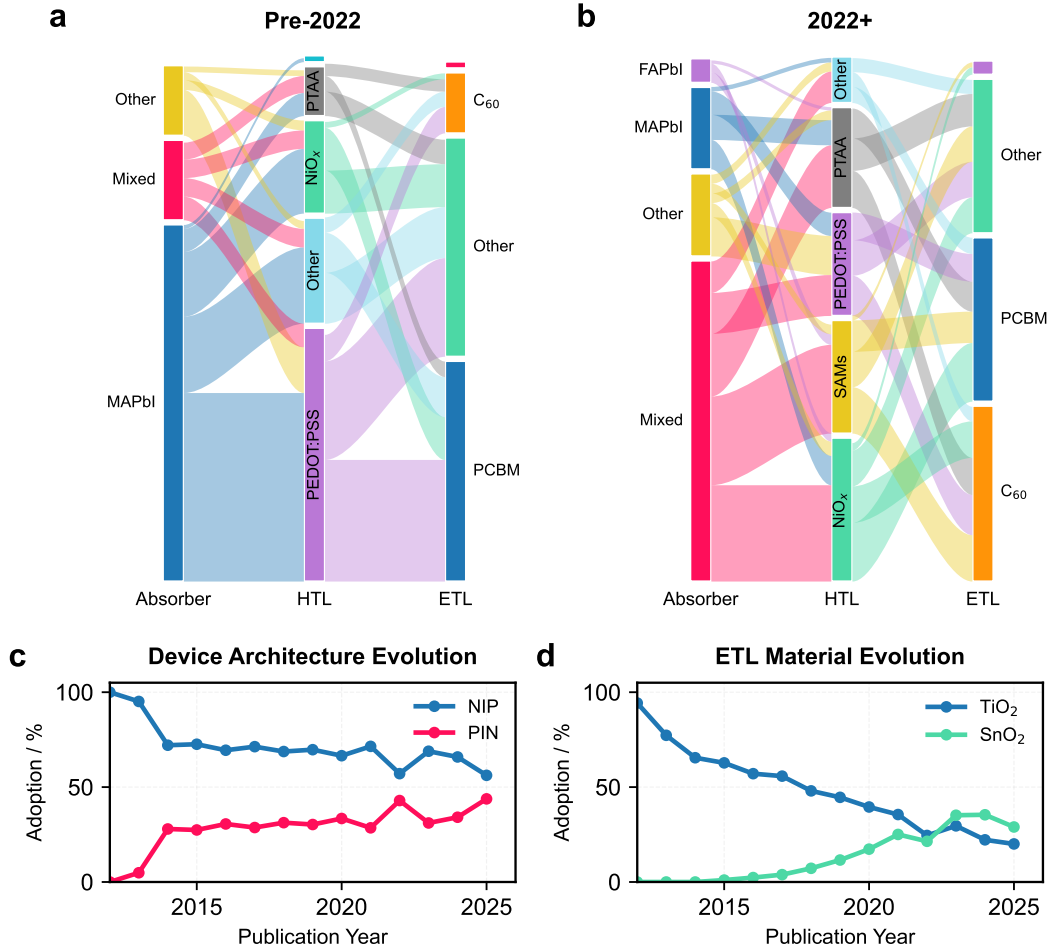 a
Pre-2022
Other
Mixed
MAPbI
PTAA
NiOₓ
Other
PEDOT:PSS
C₆₀
Other
PCBM
Absorber
HTL
ETL
b
2022+
FAPbI
MAPbI
Other
Mixed
Other
PTAA
PEDOT:PSS
SAMs
NiOₓ
Other
PCBM
C₆₀
Absorber
HTL
ETL
c
Device Architecture Evolution
Adoption / %
100
50
0
NIP
PIN
2015
2020
2025
Publication Year
d
ETL Material Evolution
Adoption / %
100
50
0
TiO₂
SnO₂
2015
2020
2025
Publication Year